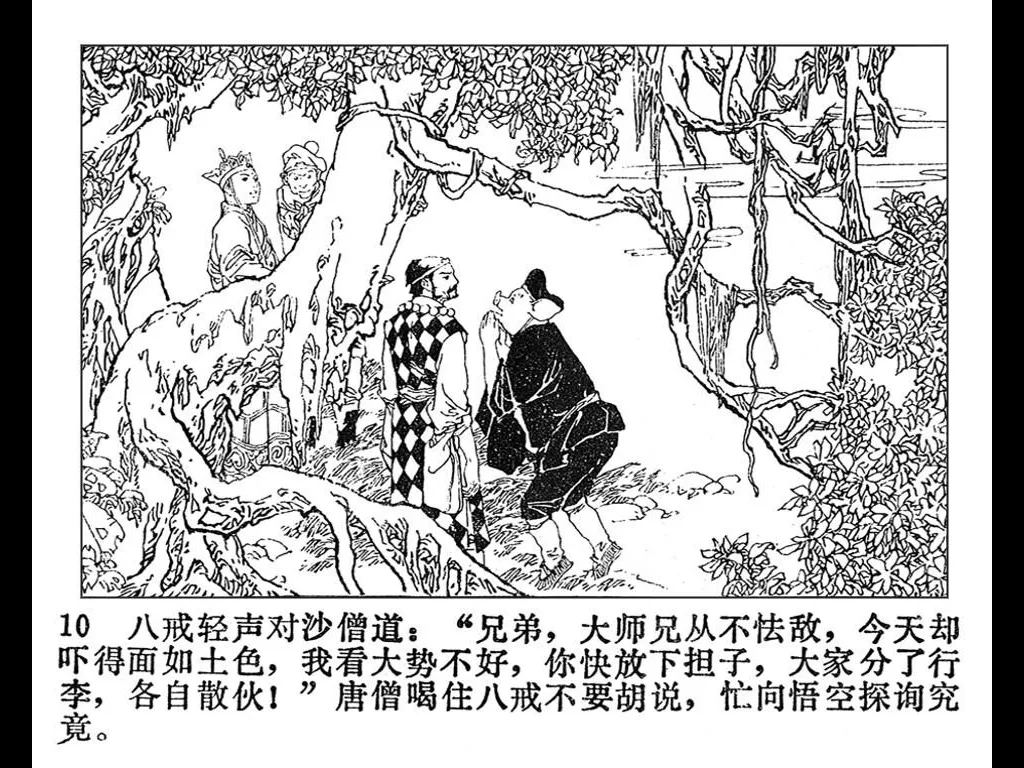 10 八戒轻声对沙僧道：“兄弟，大师兄从不怯敌，今天却
吓得面如土色，我看大势不好，你快放下担子，大家分了行
李，各自散伙！”唐僧喝住八戒不要胡说，忙向悟空探询究
竟。